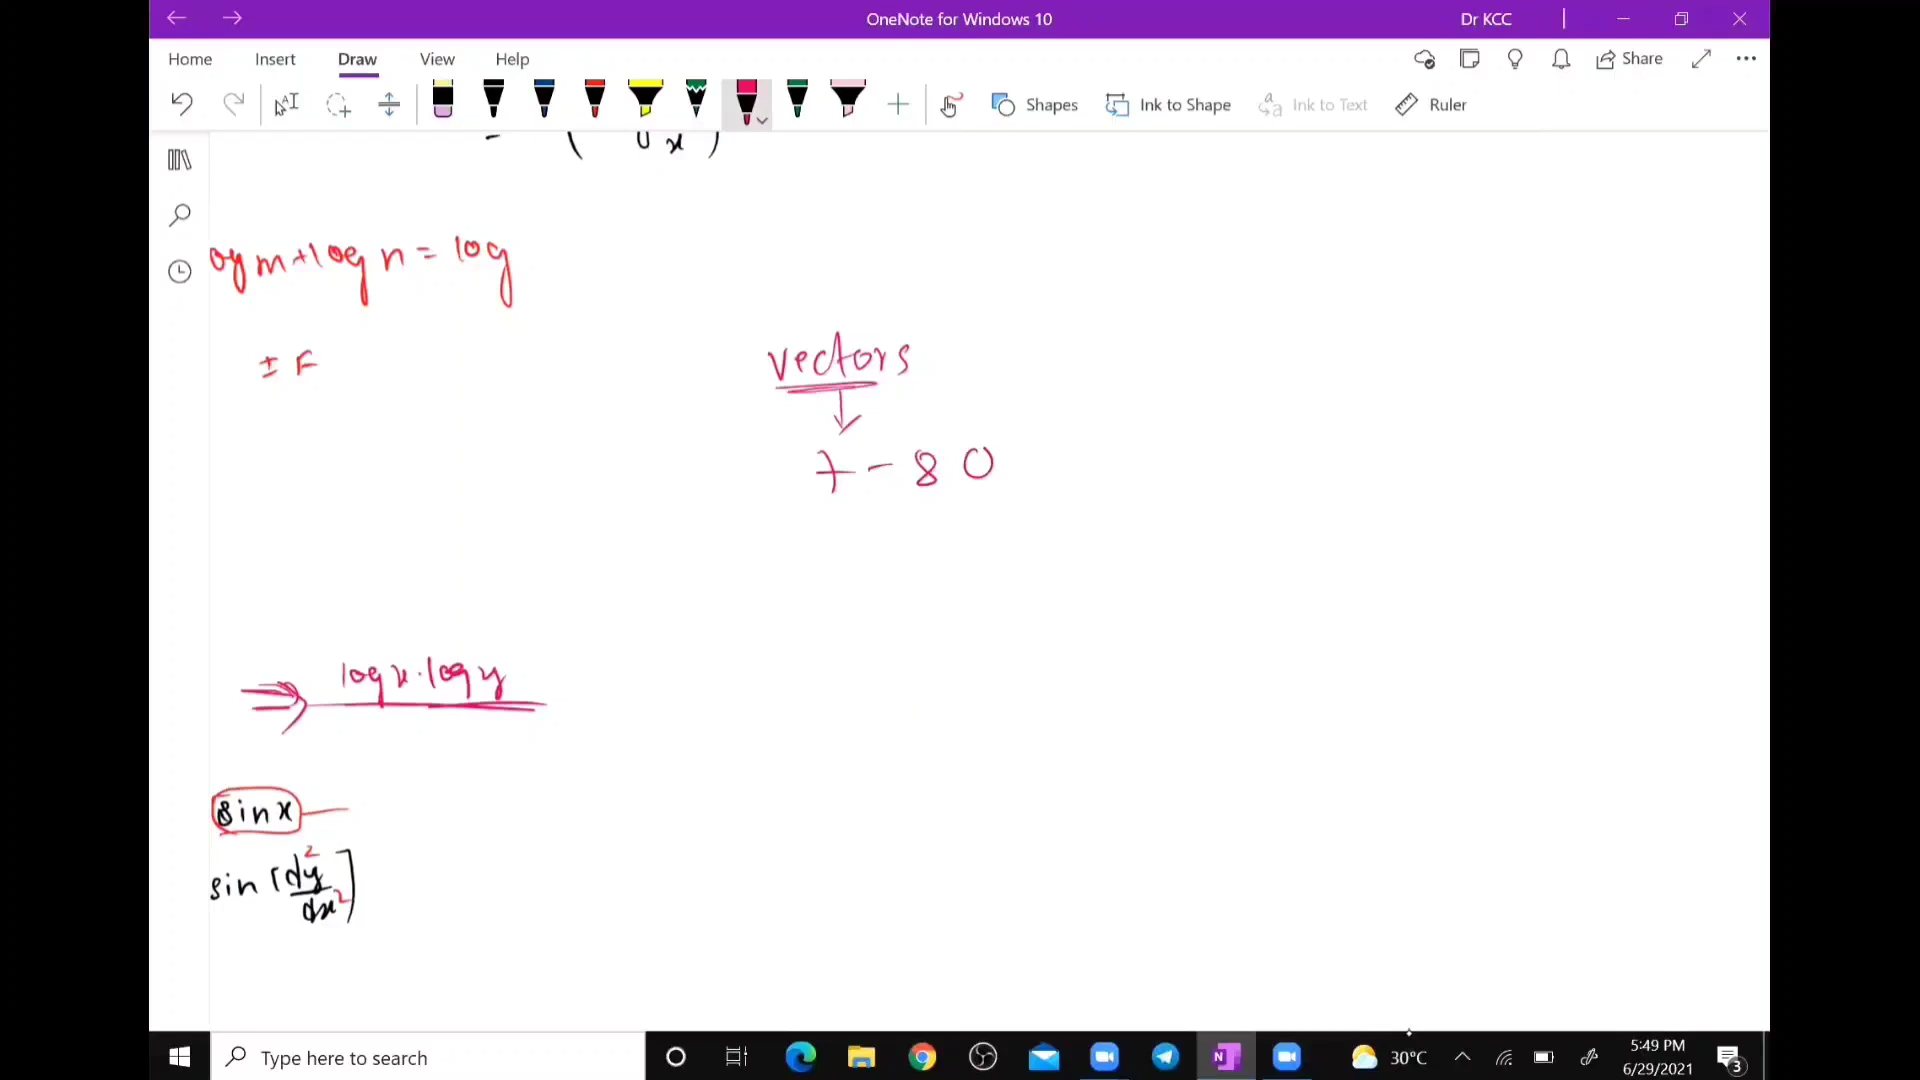 OneNote for Windows 10
Dr KCC
Home Insert Draw View Help
Share
Shapes Ink to Shape Ink to Text Ruler
og m + log n = log
± F
vectors
↓
7 - 8 0
⇒ log x · log y
sin x
sin [d²y/dx²]
Type here to search
30°C
5:49 PM
6/29/2021
3